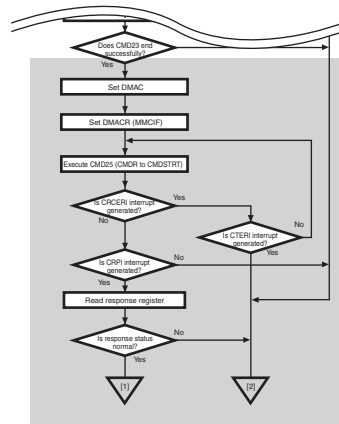 Does CMD23 end
successfully?
Yes
Set DMAC
Set DMACR (MMCIF)
Execute CMD25 (CMDR to CMDSTRT)
Is CRCERI interrupt
generated?
Yes
No
Is CTERI interrupt
generated?
No
Yes
Is CRPI interrupt
generated?
No
Yes
Read response register
Is response status
normal?
No
Yes
[1]
[2]